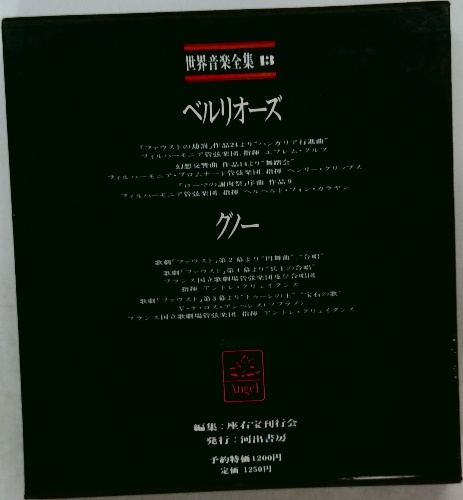 世界音楽全集 13
ベルリオーズ
「ファウストの劫罰」作品24より“ハンガリア行進曲”
フィルハーモニア管弦楽団、指揮 エフレム・クルツ
幻想交響曲 作品14より“舞踏会”
フィルハーモニア・プロムナード管弦楽団、指揮 ヘンリー・クリップス
「ローマの謝肉祭」序曲 作品9
フィルハーモニア管弦楽団、指揮 ヘルベルト・フォン・カラヤン
グノー
歌劇「ファウスト」第2幕より“円舞曲”、“合唱”
歌劇「ファウスト」第4幕より“兵士の合唱”
フランス国立歌劇場管弦楽団及び合唱団
指揮 アンドレ・クリュイタンス
歌劇「ファウスト」第3幕より“トゥーレの王”“宝石の歌”
V・デ・ロス・アンヘレス(ソプラノ)
フランス国立歌劇場管弦楽団、指揮 アンドレ・クリュイタンス
Angel
編集：座右宝刊行会
発行：河出書房
予約特価1200円
定価 1250円